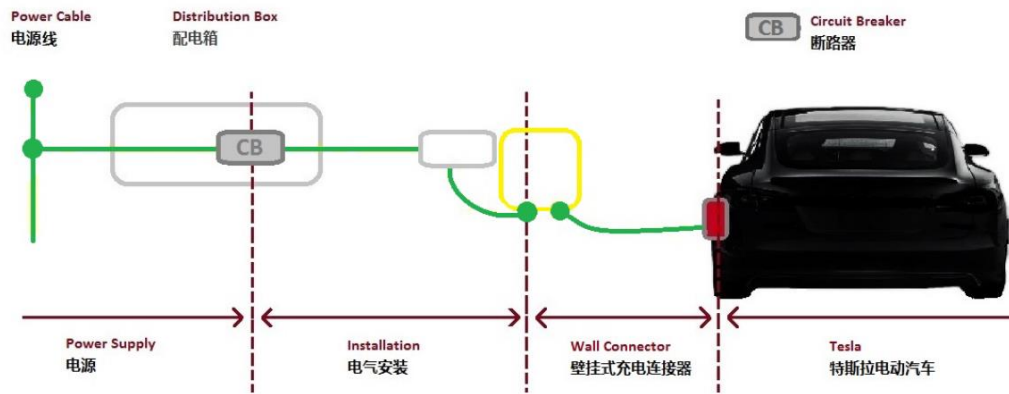 Power Cable
电源线
Distribution Box
配电箱
CB
Circuit Breaker
断路器
CB
Power Supply
电源
Installation
电气安装
Wall Connector
壁挂式充电连接器
Tesla
特斯拉电动汽车